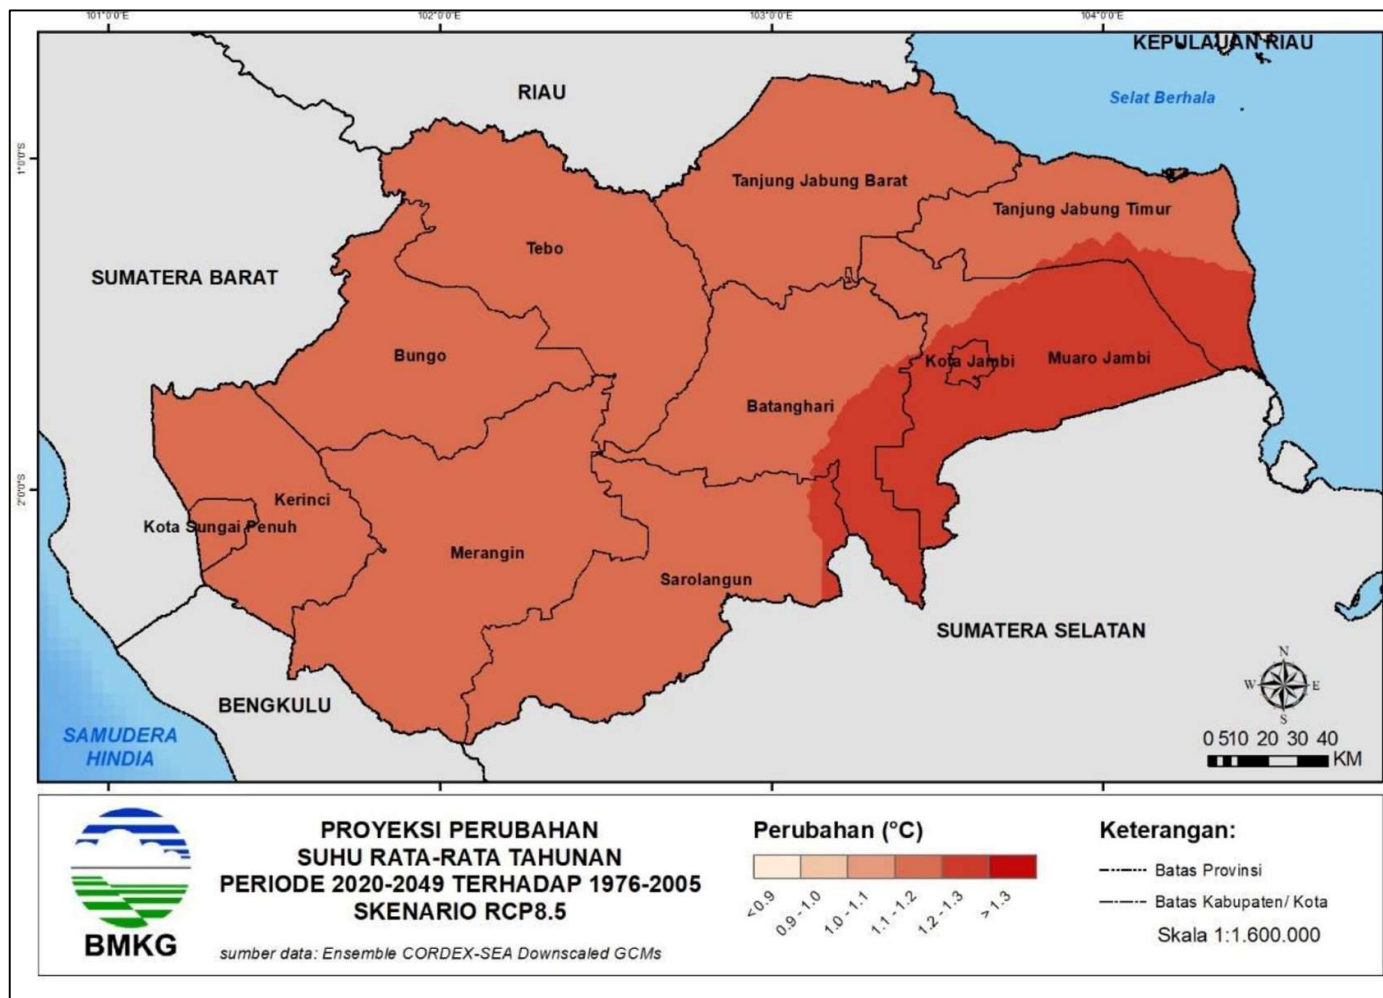 101°0'0"E
102°0'0"E
103°0'0"E
104°0'0"E
KEPULAUAN RIAU
RIAU
Selat Berhala
1°0'0"S
Tanjung Jabung Barat
Tanjung Jabung Timur
Tebo
SUMATERA BARAT
Bungo
Kota Jambi
Muaro Jambi
Batanghari
2°0'0"S
Kerinci
Kota Sungai Penuh
Merangin
Sarolangun
SUMATERA SELATAN
BENGKULU
SAMUDERA
HINDIA
N
W E
S
0 510 20 30 40
KM
BMKG
PROYEKSI PERUBAHAN
SUHU RATA-RATA TAHUNAN
PERIODE 2020-2049 TERHADAP 1976-2005
SKENARIO RCP8.5
sumber data: Ensemble CORDEX-SEA Downscaled GCMs
Perubahan (°C)
< 0.9
0.9 - 1.0
1.0 - 1.1
1.1 - 1.2
1.2 - 1.3
> 1.3
Keterangan:
Batas Provinsi
Batas Kabupaten/ Kota
Skala 1:1.600.000